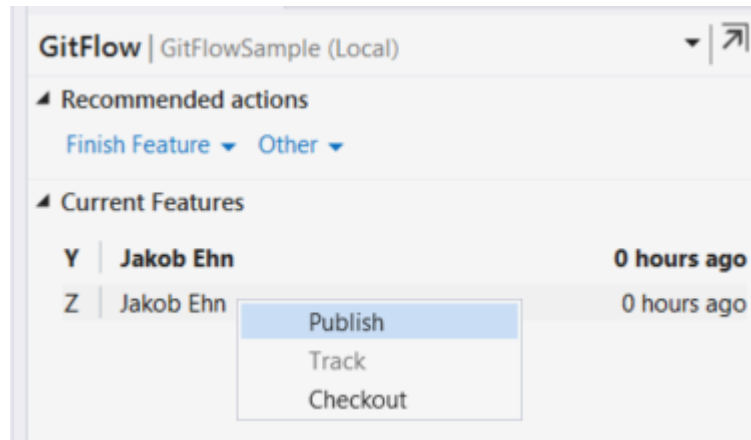 GitFlow | GitFlowSample (Local)
Recommended actions
Finish Feature Other
Current Features
Y Jakob Ehn 0 hours ago
Z Jakob Ehn 0 hours ago
Publish
Track
Checkout